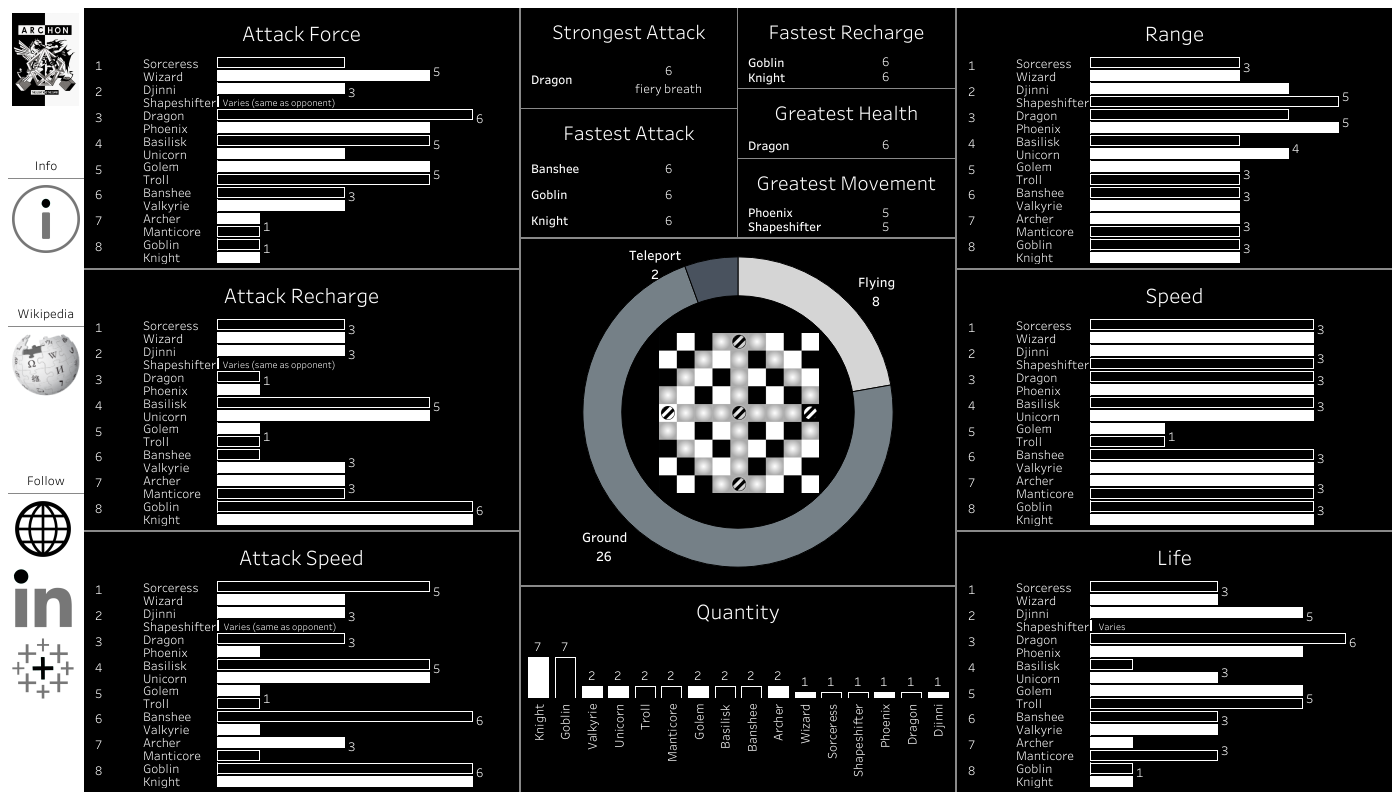 ARCHON
Info
Wikipedia
Follow
in
Attack Force
1
Sorceress
Wizard
5
2
Djinni
3
Shapeshifter
Varies (same as opponent)
3
Dragon
6
Phoenix
4
Basilisk
5
Unicorn
5
Golem
Troll
5
6
Banshee
3
Valkyrie
7
Archer
1
Manticore
8
Goblin
1
Knight
Attack Recharge
1
Sorceress
3
Wizard
2
Djinni
3
Shapeshifter
Varies (same as opponent)
3
Dragon
1
Phoenix
4
Basilisk
5
Unicorn
5
Golem
1
Troll
6
Banshee
3
Valkyrie
7
Archer
3
Manticore
8
Goblin
6
Knight
Attack Speed
1
Sorceress
5
Wizard
2
Djinni
3
Shapeshifter
Varies (same as opponent)
3
Dragon
3
Phoenix
4
Basilisk
5
Unicorn
5
Golem
1
Troll
6
Banshee
6
Valkyrie
7
Archer
3
Manticore
8
Goblin
6
Knight
Strongest Attack
Dragon
6
fiery breath
Fastest Attack
Banshee 6
Goblin 6
Knight 6
Fastest Recharge
Goblin 6
Knight 6
Greatest Health
Dragon 6
Greatest Movement
Phoenix 5
Shapeshifter 5
Teleport
2
Flying
8
Ground
26
Quantity
7 7 2 2 2 2 2 2 2 2 1 1 1 1 1 1
Knight
Goblin
Valkyrie
Unicorn
Troll
Manticore
Golem
Basilisk
Banshee
Archer
Wizard
Sorceress
Shapeshifter
Phoenix
Dragon
Djinni
Range
1
Sorceress
3
Wizard
2
Djinni
Shapeshifter
5
3
Dragon
Phoenix
5
4
Basilisk
Unicorn
4
5
Golem
3
Troll
6
Banshee
3
Valkyrie
7
Archer
3
Manticore
8
Goblin
3
Knight
Speed
1
Sorceress
3
Wizard
2
Djinni
3
Shapeshifter
3
Dragon
3
Phoenix
4
Basilisk
3
Unicorn
5
Golem
1
Troll
6
Banshee
3
Valkyrie
7
Archer
3
Manticore
8
Goblin
3
Knight
Life
1
Sorceress
3
Wizard
2
Djinni
5
Shapeshifter
Varies
3
Dragon
6
Phoenix
4
Basilisk
3
Unicorn
5
Golem
5
Troll
6
Banshee
3
Valkyrie
7
Archer
3
Manticore
8
Goblin
1
Knight